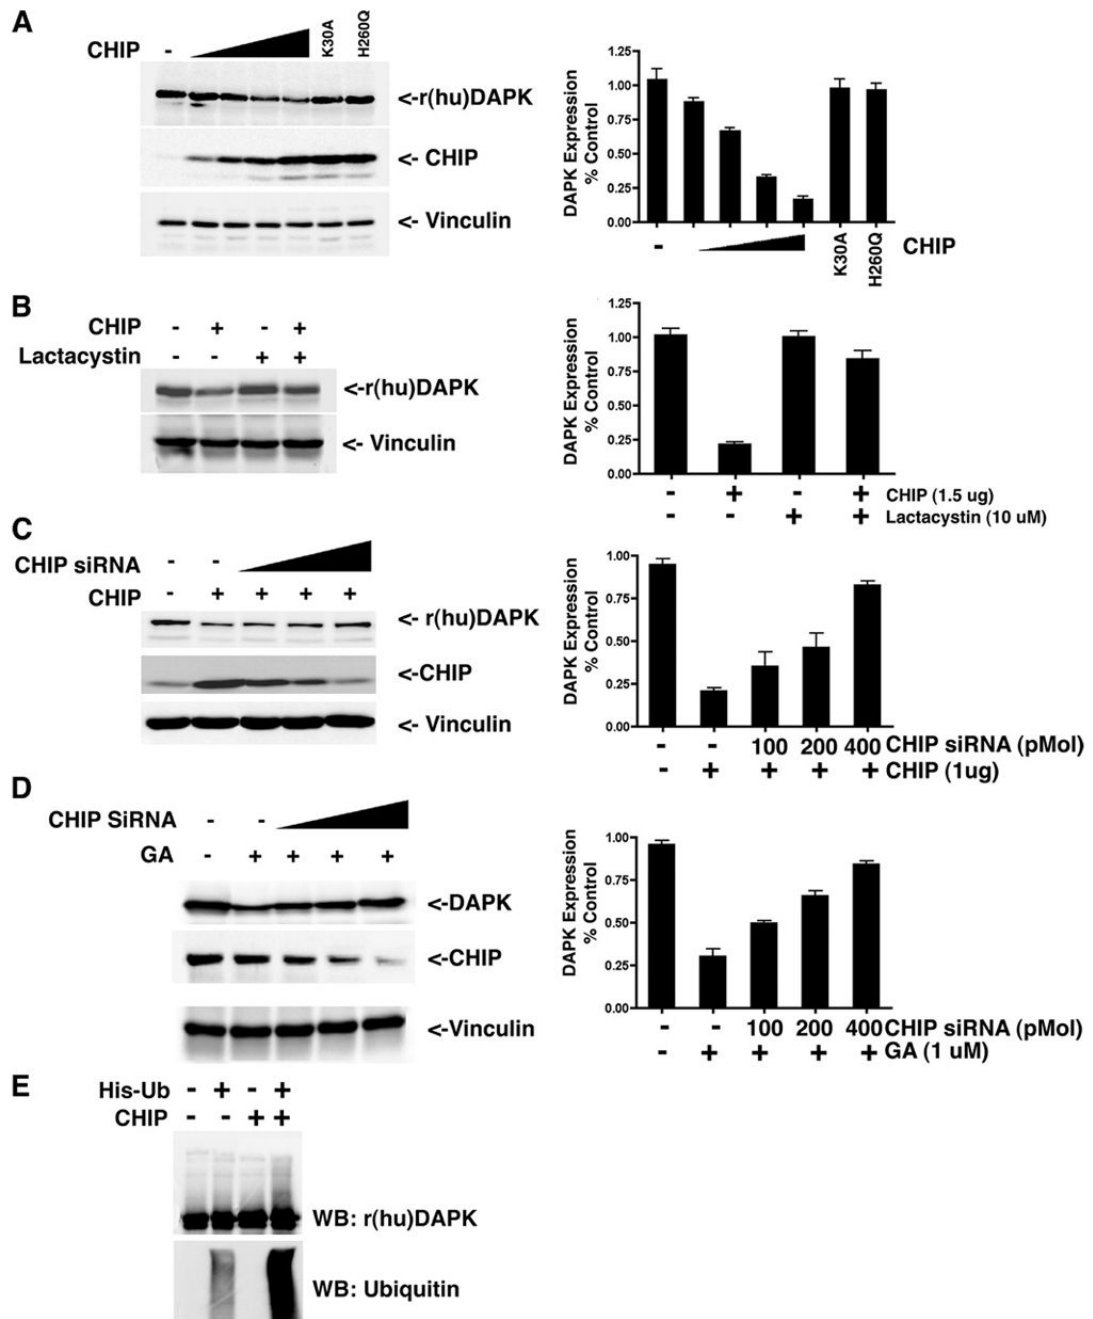 A
CHIP - K30A H260Q
<-r(hu)DAPK
<- CHIP
<- Vinculin
DAPK Expression
% Control
1.25
1.00
0.75
0.50
0.25
0.00
- K30A H260Q CHIP
B
CHIP - + - +
Lactacystin - - + +
<-r(hu)DAPK
<- Vinculin
DAPK Expression
% Control
1.25
1.00
0.75
0.50
0.25
0.00
- + - + CHIP (1.5 ug)
- - + + Lactacystin (10 uM)
C
CHIP siRNA - -
CHIP - + + + +
<- r(hu)DAPK
<-CHIP
<- Vinculin
DAPK Expression
% Control
1.00
0.75
0.50
0.25
0.00
- - 100 200 400 CHIP siRNA (pMol)
- + + + + CHIP (1ug)
D
CHIP SiRNA - -
GA - + + + +
<-DAPK
<-CHIP
<-Vinculin
DAPK Expression
% Control
1.00
0.75
0.50
0.25
0.00
- - 100 200 400 CHIP siRNA (pMol)
- + + + + GA (1 uM)
E
His-Ub - + - +
CHIP - - + +
WB: r(hu)DAPK
WB: Ubiquitin